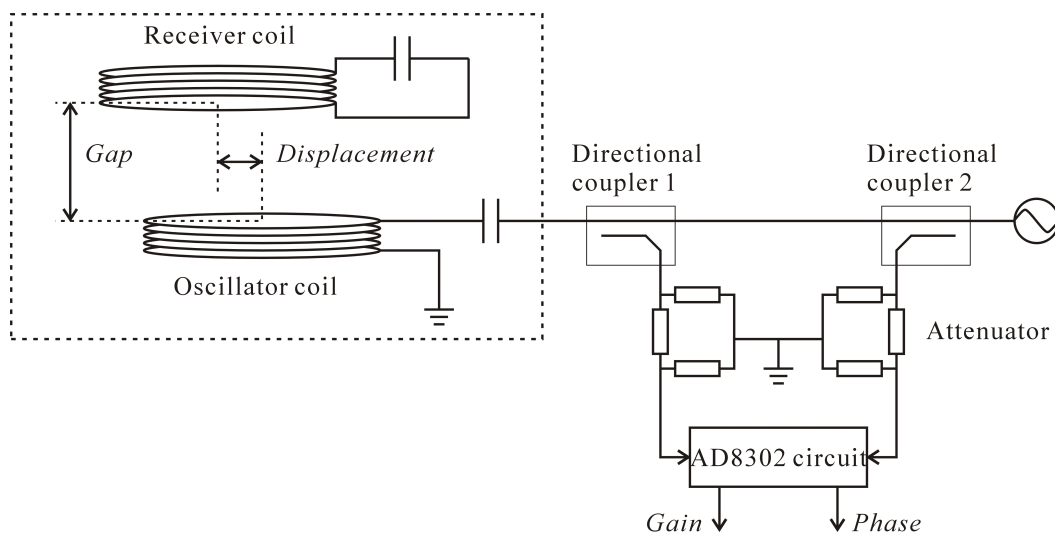 Receiver coil
Gap
Displacement
Directional
coupler 1
Directional
coupler 2
Oscillator coil
Attenuator
AD8302 circuit
Gain
Phase